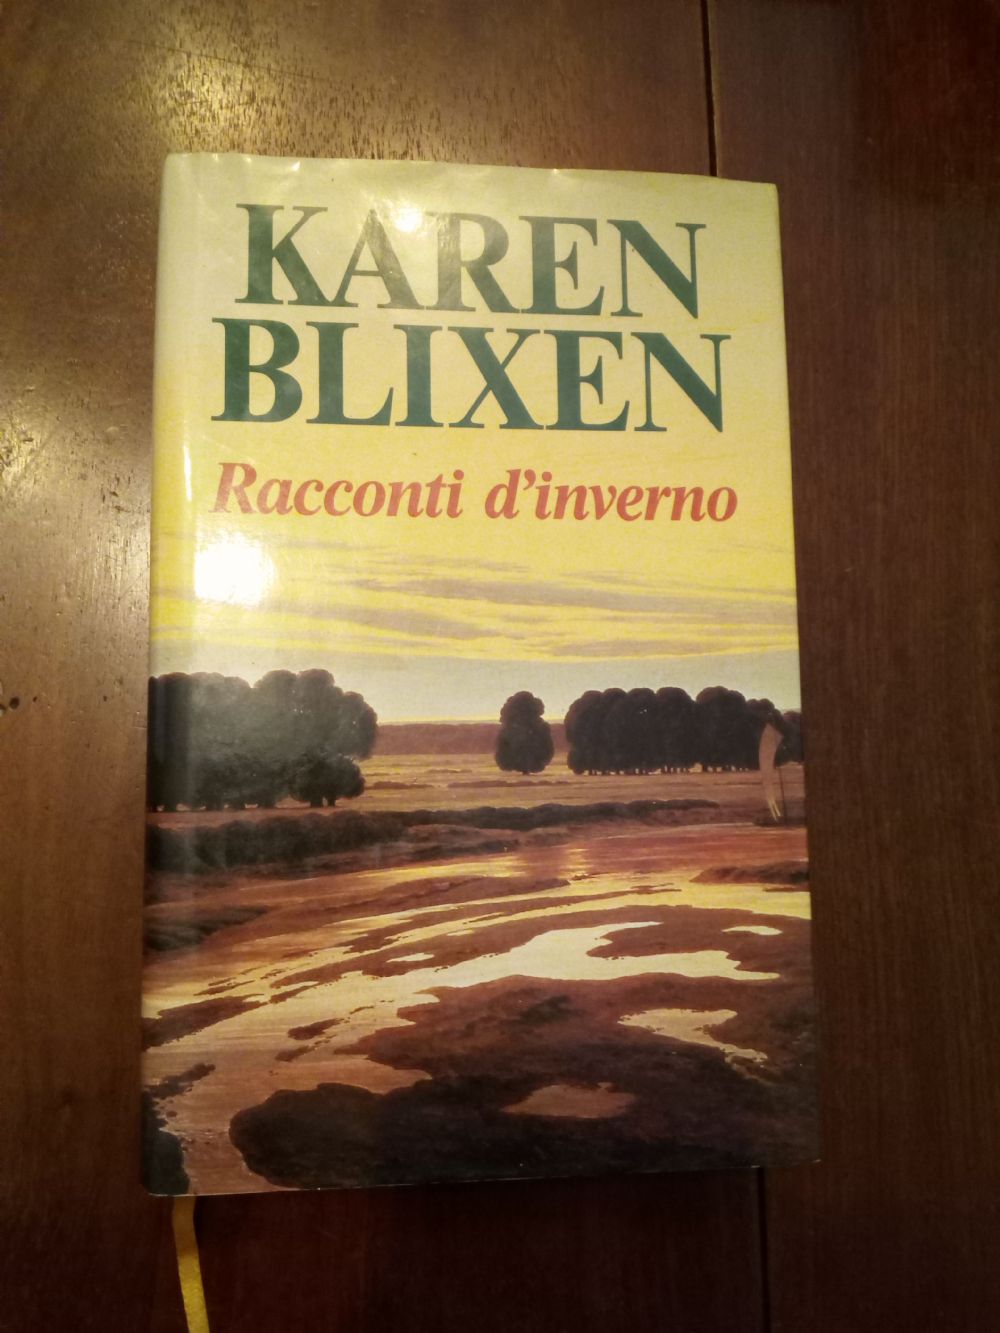 KAREN
BLIXEN
Racconti d'inverno